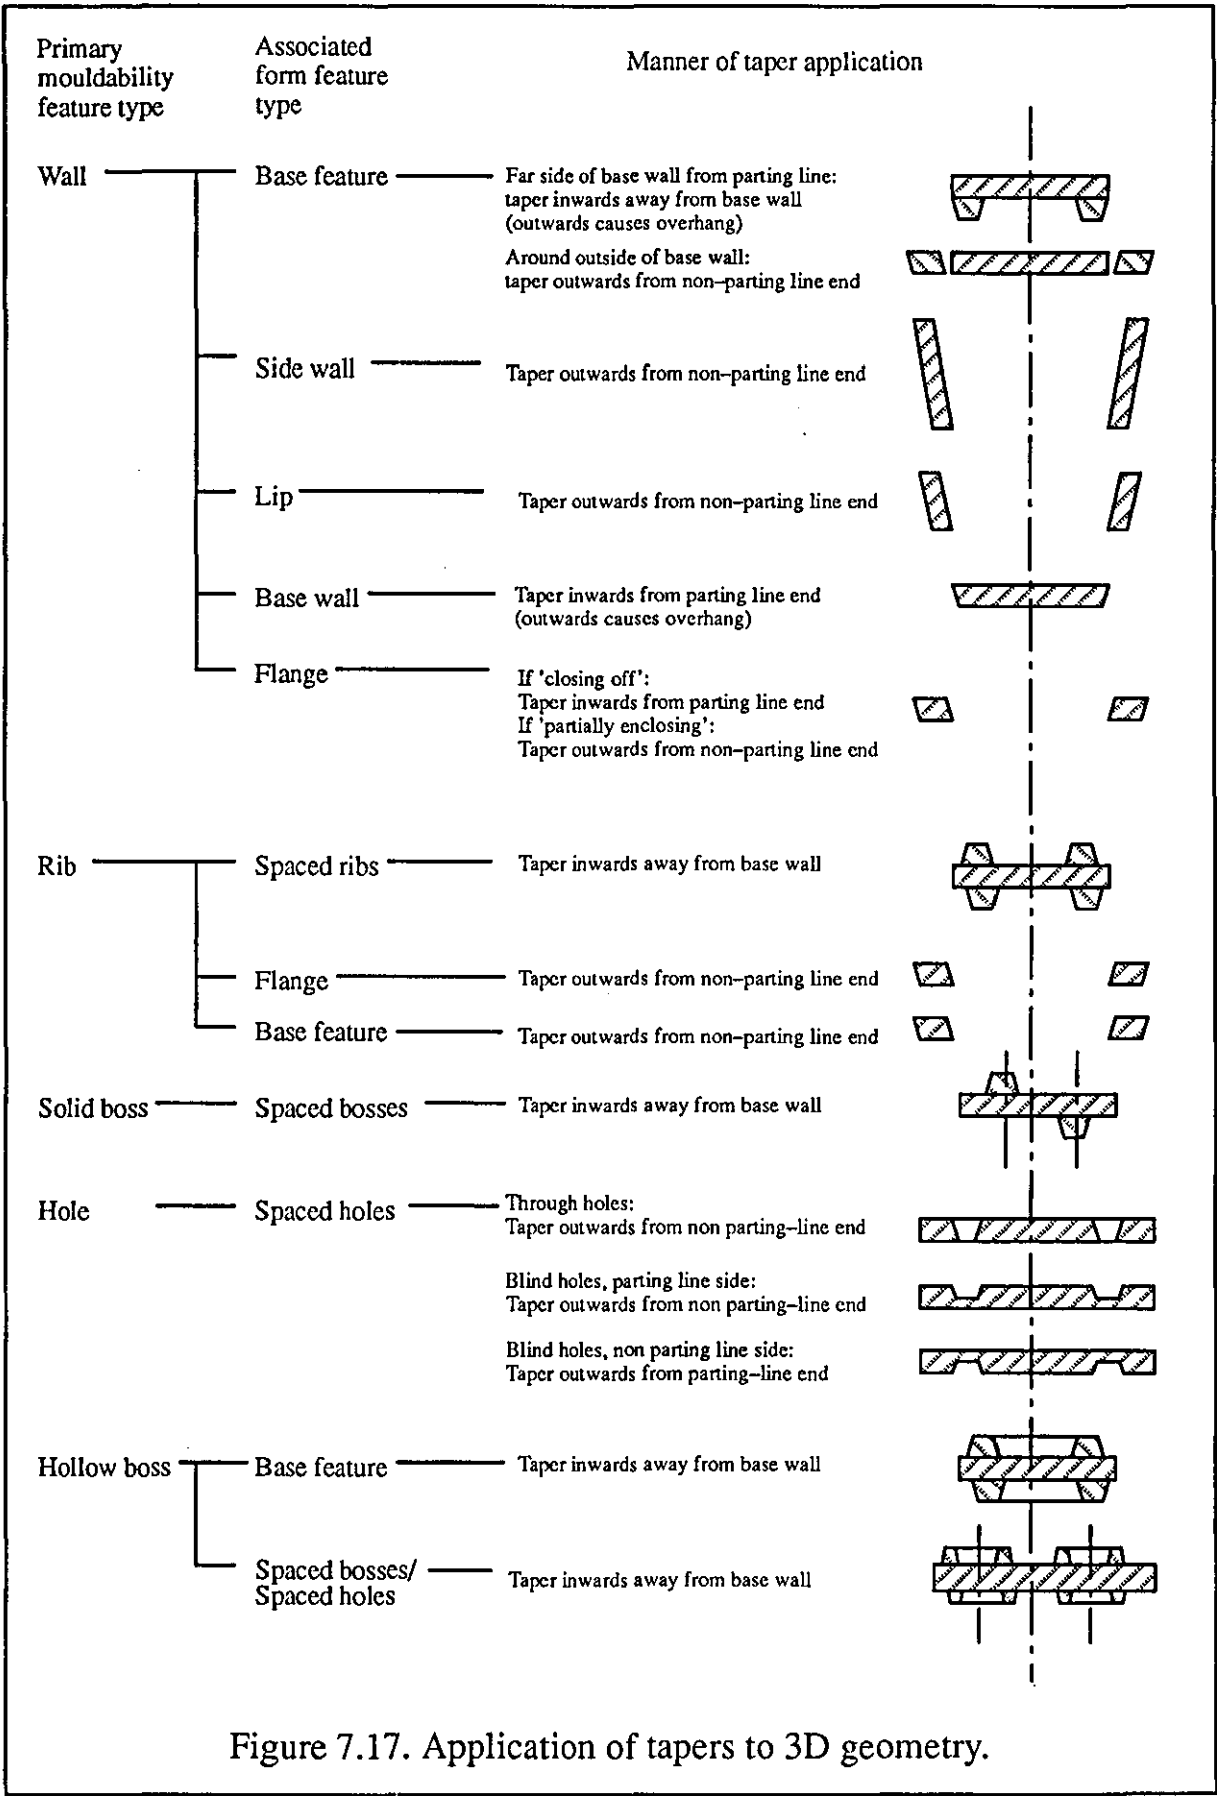 Primary
mouldability
feature type
Associated
form feature
type
Manner of taper application
Wall
Base feature
Far side of base wall from parting line:
taper inwards away from base wall
(outwards causes overhang)
Around outside of base wall:
taper outwards from non–parting line end
Side wall
Taper outwards from non–parting line end
Lip
Taper outwards from non–parting line end
Base wall
Taper inwards from parting line end
(outwards causes overhang)
Flange
If 'closing off':
Taper inwards from parting line end
If 'partially enclosing':
Taper outwards from non–parting line end
Rib
Spaced ribs
Taper inwards away from base wall
Flange
Taper outwards from non–parting line end
Base feature
Taper outwards from non–parting line end
Solid boss
Spaced bosses
Taper inwards away from base wall
Hole
Spaced holes
Through holes:
Taper outwards from non parting–line end
Blind holes, parting line side:
Taper outwards from non parting–line end
Blind holes, non parting line side:
Taper outwards from parting–line end
Hollow boss
Base feature
Taper inwards away from base wall
Spaced bosses/
Spaced holes
Taper inwards away from base wall
Figure 7.17. Application of tapers to 3D geometry.